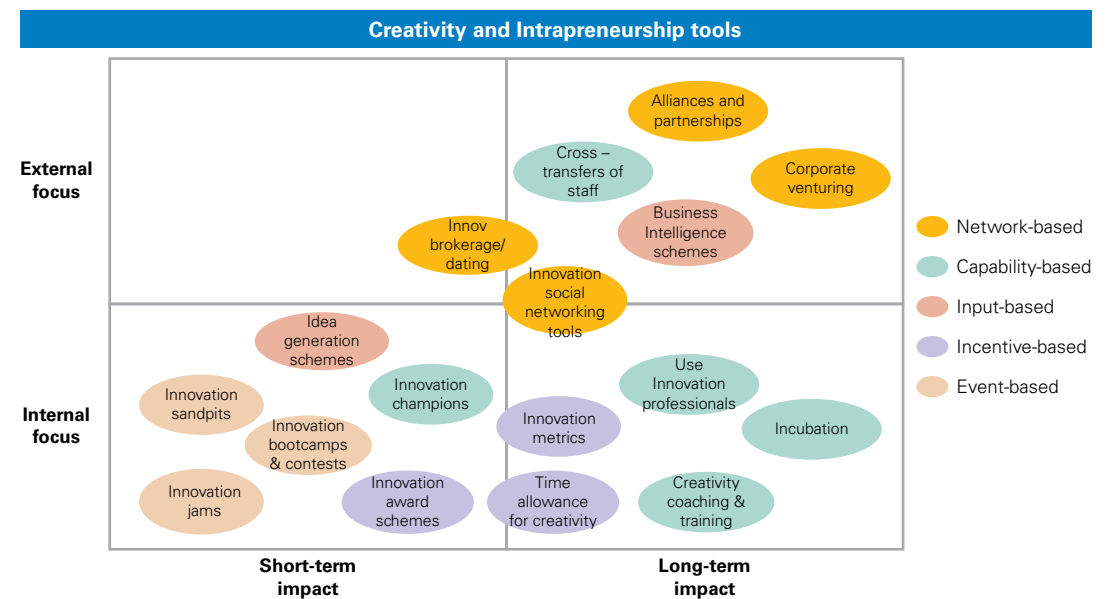 Creativity and Intrapreneurship tools
External
focus
Alliances and
partnerships
Cross –
transfers of
staff
Corporate
venturing
Business
Intelligence
schemes
Innov
brokerage/
dating
Innovation
social
networking
tools
Network-based
Capability-based
Input-based
Incentive-based
Event-based
Internal
focus
Idea
generation
schemes
Innovation
champions
Innovation
sandpits
Innovation
bootcamps
& contests
Innovation
jams
Innovation
award
schemes
Use
Innovation
professionals
Innovation
metrics
Incubation
Time
allowance
for creativity
Creativity
coaching &
training
Short-term
impact
Long-term
impact